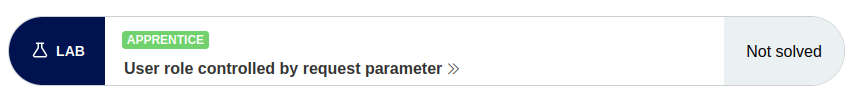 LAB
APPRENTICE
User role controlled by request parameter
Not solved